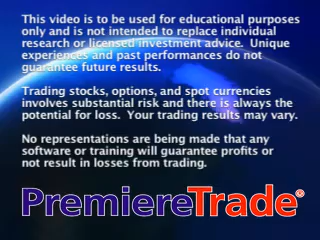 This video is to be used for educational purposes
only and is not intended to replace individual
research or licensed investment advice. Unique
experiences and past performances do not
guarantee future results.
Trading stocks, options, and spot currencies
involves substantial risk and there is always the
potential for loss. Your trading results may vary.
No representations are being made that any
software or training will guarantee profits or
not result in losses from trading.
PremiereTrade®